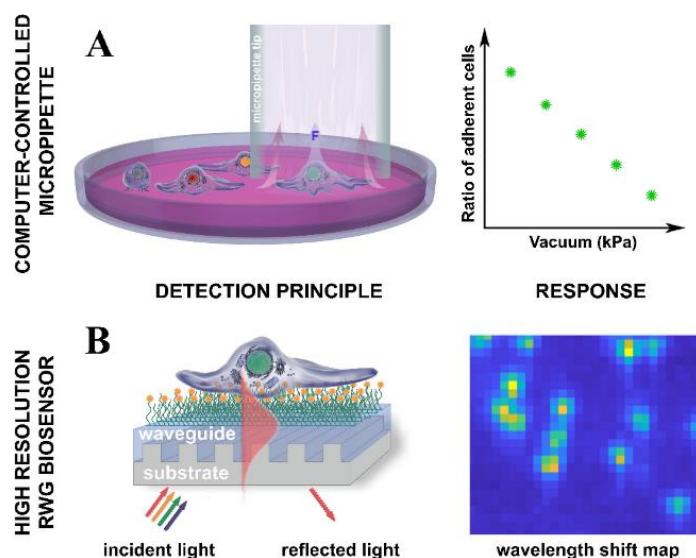 COMPUTER-CONTROLLED
MICROPIPETTE
A
micropipette tip
F
Ratio of adherent cells
Vacuum (kPa)
DETECTION PRINCIPLE
RESPONSE
HIGH RESOLUTION
RWG BIOSENSOR
B
waveguide
substrate
incident light
reflected light
wavelength shift map